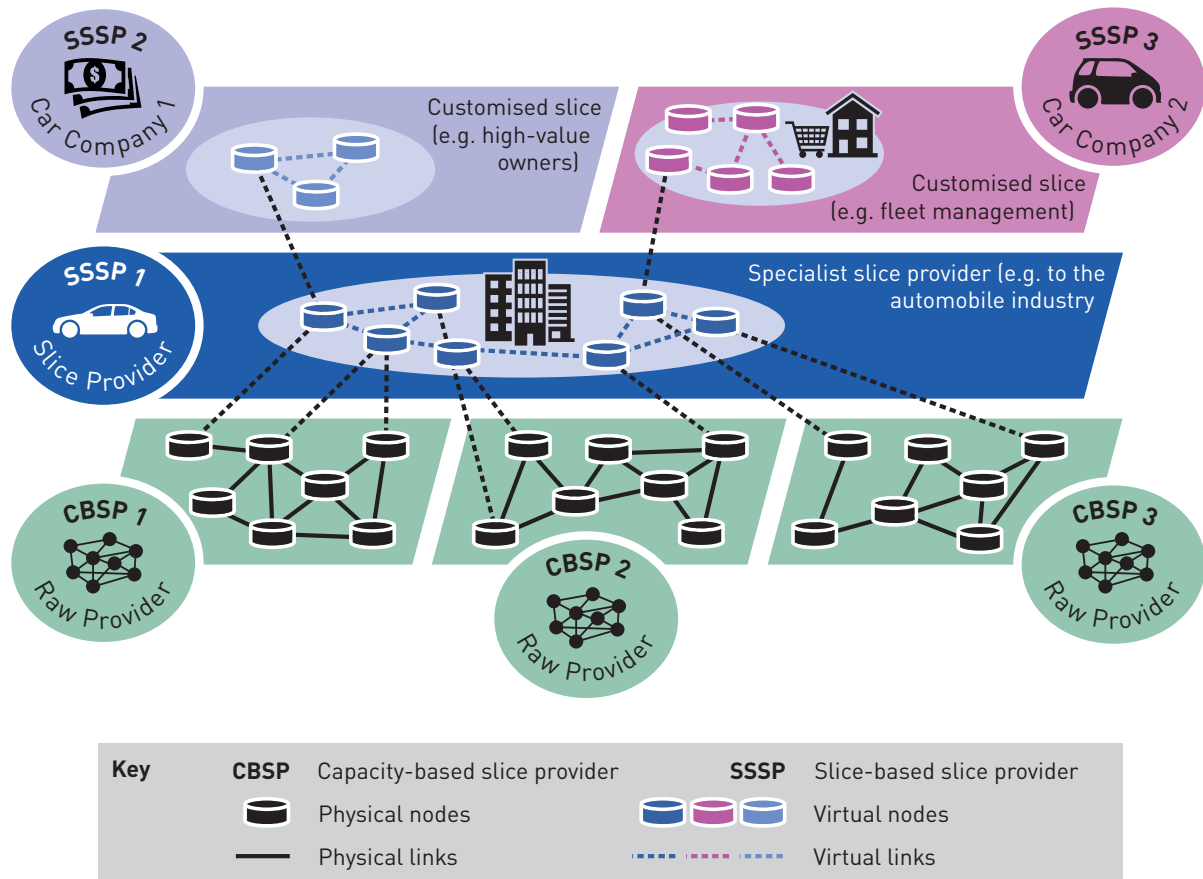 SSSP 2
$
Car Company 1
Customised slice
(e.g. high-value
owners)
SSSP 3
Car Company 2
Customised slice
(e.g. fleet management)
SSSP 1
Slice Provider
Specialist slice provider (e.g. to the
automobile industry
CBSP 1
Raw Provider
CBSP 2
Raw Provider
CBSP 3
Raw Provider
Key
CBSP Capacity-based slice provider
SSSP Slice-based slice provider
Physical nodes
Virtual nodes
Physical links
Virtual links